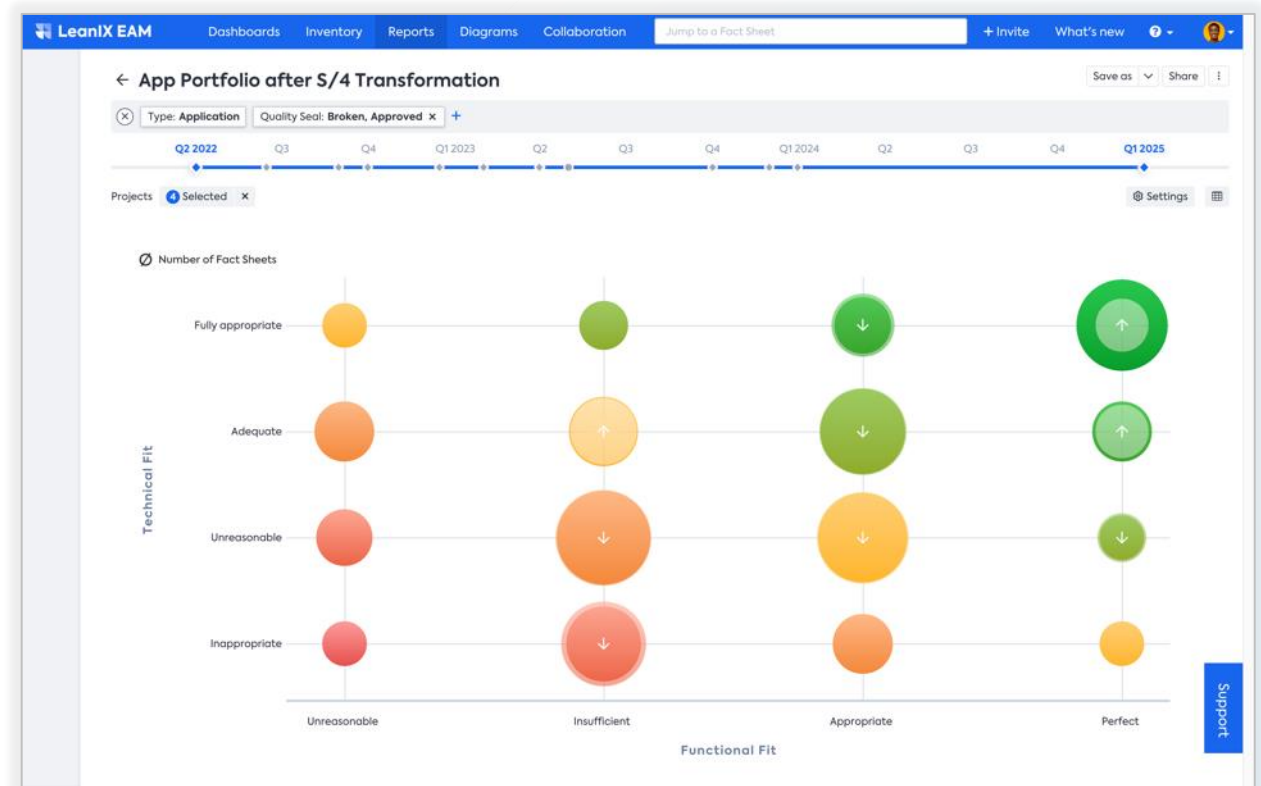 LeanIX EAM Dashboards Inventory Reports Diagrams Collaboration Jump to a Fact Sheet + Invite What's new ?
← App Portfolio after S/4 Transformation Save as Share
Type: Application Quality Seal: Broken, Approved × +
Q2 2022 Q3 Q4 Q1 2023 Q2 Q3 Q4 Q1 2024 Q2 Q3 Q4 Q1 2025
Projects 4 Selected × Settings
Ø Number of Fact Sheets
Fully appropriate
Adequate
Technical Fit
Unreasonable
Inappropriate
Unreasonable Insufficient Appropriate Perfect
Functional Fit
Support